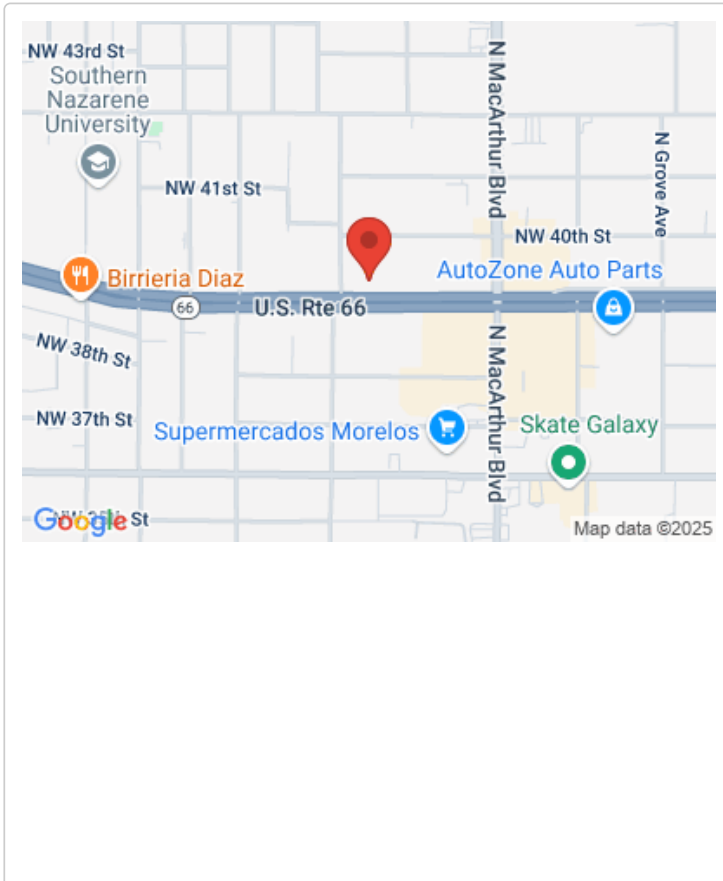 NW 43rd St
Southern
Nazarene
University
N MacArthur Blvd
N Grove Ave
NW 41st St
NW 40th St
Birrieria Diaz
AutoZone Auto Parts
66
U.S. Rte 66
NW 38th St
N MacArthur Blvd
NW 37th St
Supermercados Morelos
Skate Galaxy
Google
St
Map data ©2025